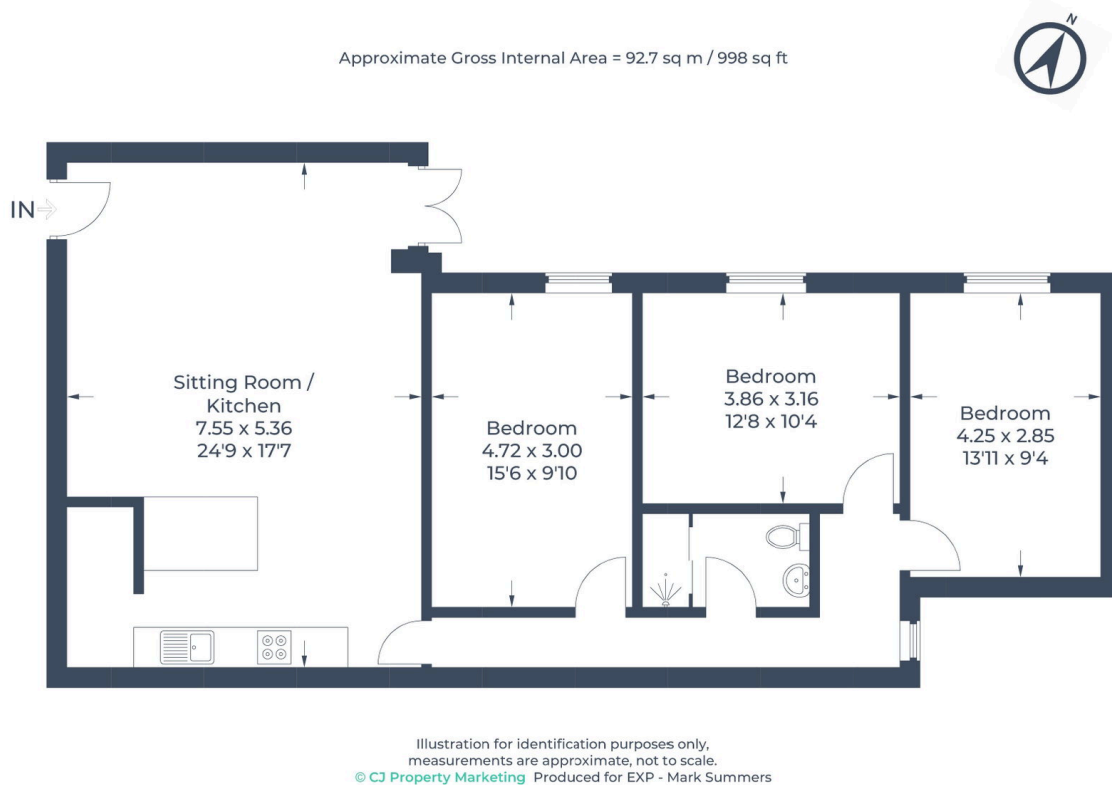 N
Approximate Gross Internal Area = 92.7 sq m / 998 sq ft
IN
Sitting Room /
Kitchen
7.55 x 5.36
24'9 x 17'7
Bedroom
4.72 x 3.00
15'6 x 9'10
Bedroom
3.86 x 3.16
12'8 x 10'4
Bedroom
4.25 x 2.85
13'11 x 9'4
Illustration for identification purposes only,
measurements are approximate, not to scale.
© CJ Property Marketing Produced for EXP - Mark Summers